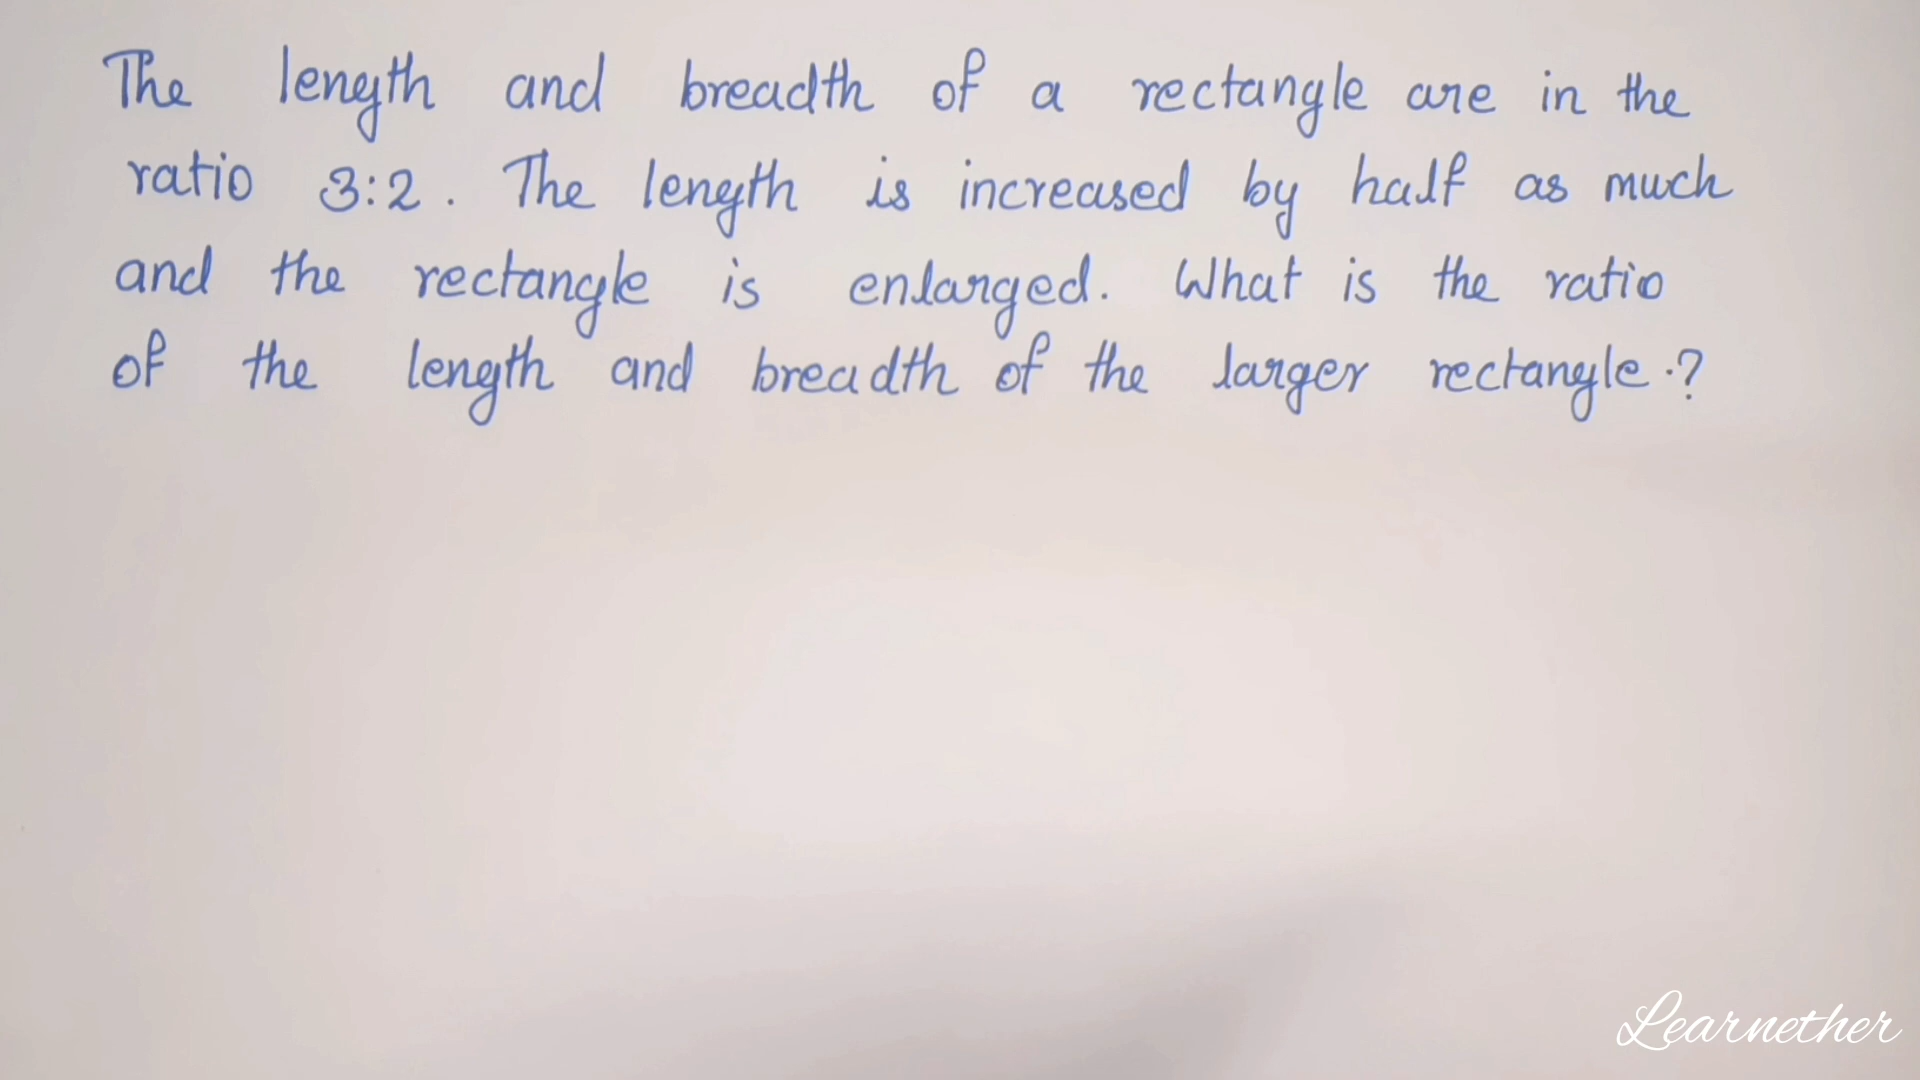 The length and breadth of a rectangle are in the
ratio 3:2. The length is increased by half as much
and the rectangle is enlarged. What is the ratio
of the length and breadth of the larger rectangle.?
Learnether